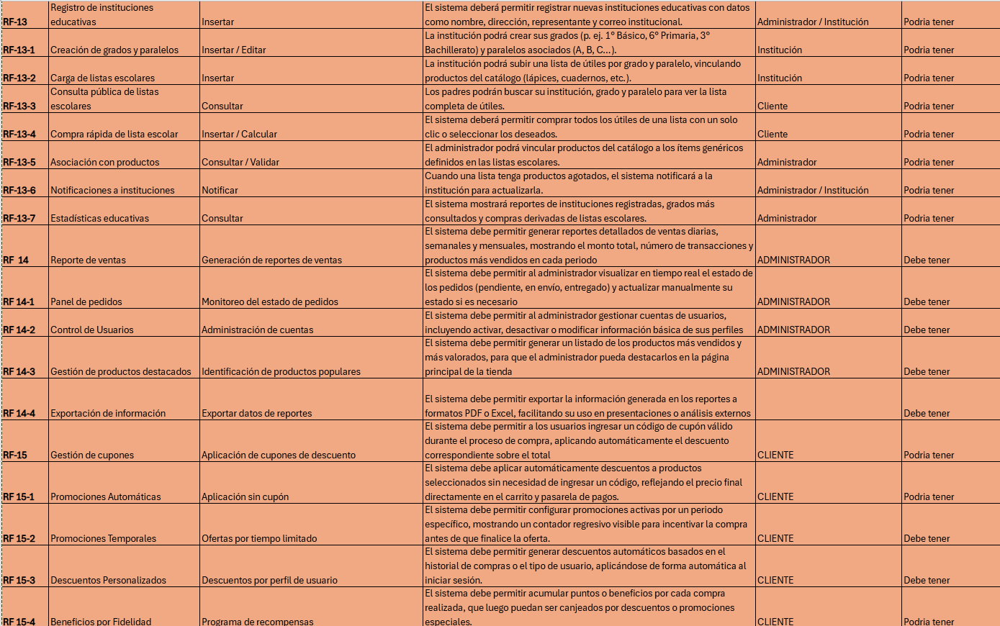 Registro de instituciones
educativas
El sistema deberá permitir registrar nuevas instituciones educativas con datos
RF-13 Insertar como nombre, dirección, representante y correo institucional. Administrador / Institución Podria tener
La institución podrá crear sus grados (p. ej. 1° Básico, 6° Primaria, 3°
RF-13-1 Creación de grados y paralelos Insertar / Editar Bachillerato) y paralelos asociados (A, B, C...). Institución Podria tener
La institución podrá subir una lista de útiles por grado y paralelo, vinculando
RF-13-2 Carga de listas escolares Insertar productos del catálogo (lápices, cuadernos, etc.). Institución Podria tener
Consulta pública de listas
escolares
Los padres podrán buscar su institución, grado y paralelo para ver la lista
RF-13-3 Consultar completa de útiles. Cliente Podria tener
El sistema deberá permitir comprar todos los útiles de una lista con un solo
RF-13-4 Compra rápida de lista escolar Insertar / Calcular clic o seleccionar los deseados. Cliente Podria tener
El administrador podrá vincular productos del catálogo a los ítems genéricos
RF-13-5 Asociación con productos Consultar / Validar definidos en las listas escolares. Administrador Podria tener
Cuando una lista tenga productos agotados, el sistema notificará a la
RF-13-6 Notificaciones a instituciones Notificar institución para actualizarla. Administrador / Institución Podria tener
El sistema mostrará reportes de instituciones registradas, grados más
RF-13-7 Estadísticas educativas Consultar consultados y compras derivadas de listas escolares. Administrador Podria tener
El sistema debe permitir generar reportes detallados de ventas diarias,
semanales y mensuales, mostrando el monto total, número de transacciones y
RF 14 Reporte de ventas Generación de reportes de ventas productos más vendidos en cada periodo ADMINISTRADOR Debe tener
El sistema debe permitir al administrador visualizar en tiempo real el estado de
los pedidos (pendiente, en envío, entregado) y actualizar manualmente su
RF 14-1 Panel de pedidos Monitoreo del estado de pedidos estado si es necesario ADMINISTRADOR Debe tener
El sistema debe permitir al administrador gestionar cuentas de usuarios,
RF 14-2 Control de Usuarios Administración de cuentas incluyendo activar, desactivar o modificar información básica de sus perfiles ADMINISTRADOR Debe tener
El sistema debe permitir generar un listado de los productos más vendidos y
más valorados, para que el administrador pueda destacarlos en la página
RF 14-3 Gestión de productos destacados Identificación de productos populares principal de la tienda ADMINISTRADOR Debe tener
El sistema debe permitir exportar la información generada en los reportes a
RF 14-4 Exportación de información Exportar datos de reportes formatos PDF o Excel, facilitando su uso en presentaciones o análisis externos Debe tener
El sistema debe permitir a los usuarios ingresar un código de cupón válido
durante el proceso de compra, aplicando automáticamente el descuento
RF-15 Gestión de cupones Aplicación de cupones de descuento correspondiente sobre el total CLIENTE Podria tener
El sistema debe aplicar automáticamente descuentos a productos
seleccionados sin necesidad de ingresar un código, reflejando el precio final
RF 15-1 Promociones Automáticas Aplicación sin cupón directamente en el carrito y pasarela de pagos. CLIENTE Podria tener
El sistema debe permitir configurar promociones activas por un periodo
específico, mostrando un contador regresivo visible para incentivar la compra
RF 15-2 Promociones Temporales Ofertas por tiempo limitado antes de que finalice la oferta. CLIENTE Debe tener
El sistema debe permitir generar descuentos automáticos basados en el
historial de compras o el tipo de usuario, aplicándose de forma automática al
RF 15-3 Descuentos Personalizados Descuentos por perfil de usuario iniciar sesión. CLIENTE Debe tener
El sistema debe permitir acumular puntos o beneficios por cada compra
realizada, que luego puedan ser canjeados por descuentos o promociones
RF 15-4 Beneficios por Fidelidad Programa de recompensas especiales. CLIENTE Podria tener